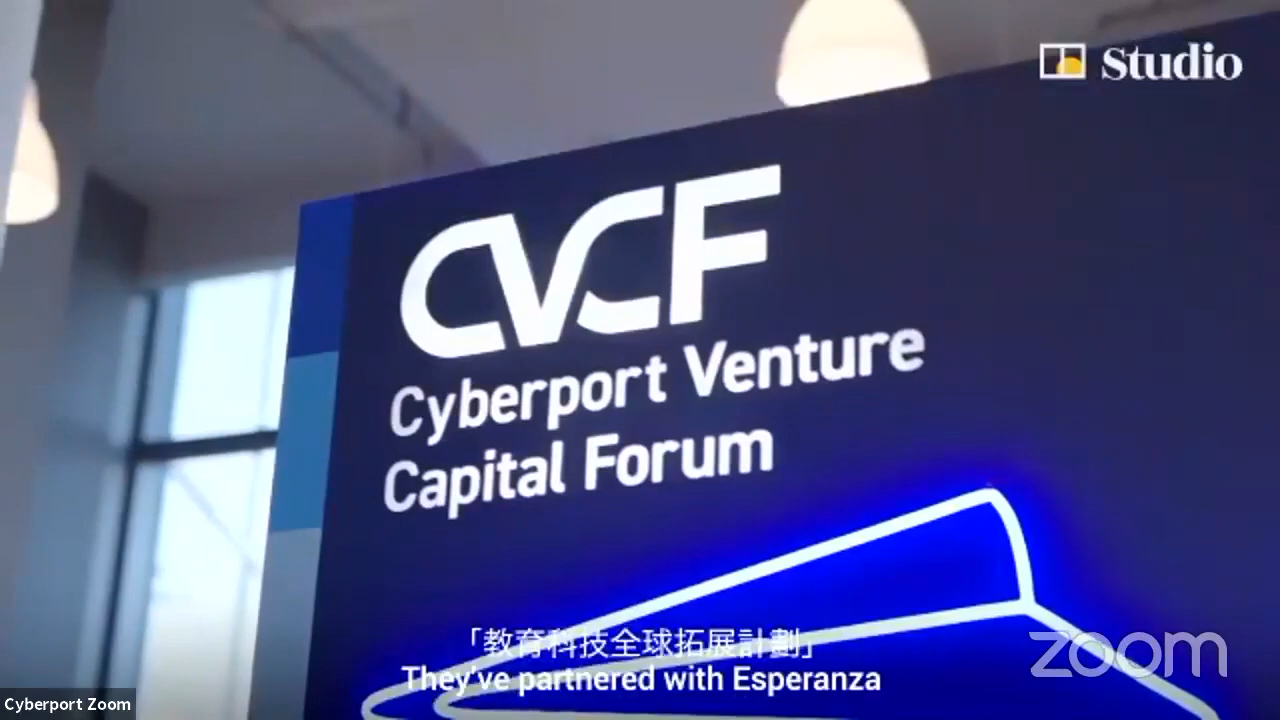 Studio
CVCF
Cyberport Venture
Capital Forum
「教育科技全球拓展計劃」
They've partnered with Esperanza
zoom
Cyberport Zoom